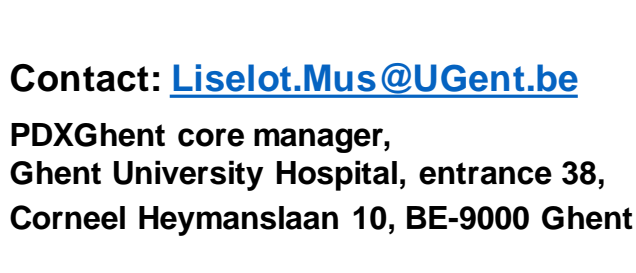 Contact: Liselot.Mus@UGent.be
PDXGhent core manager,
Ghent University Hospital, entrance 38,
Corneel Heymanslaan 10, BE-9000 Ghent